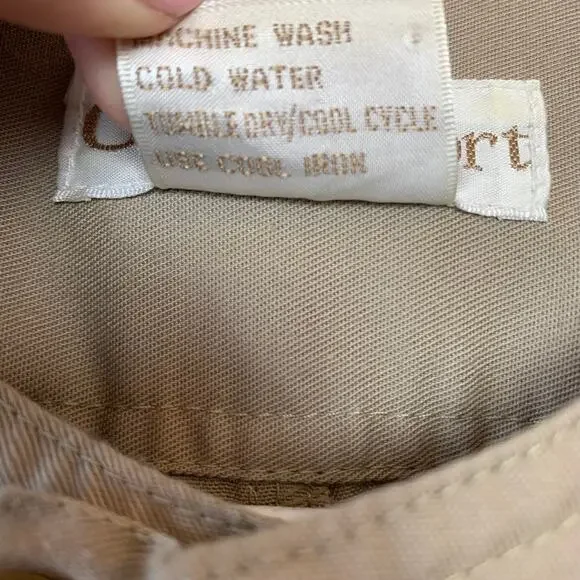 MACHINE WASH
COLD WATER
TUMBLE DRY/COOL CYCLE
USE COOL IRON
C ort